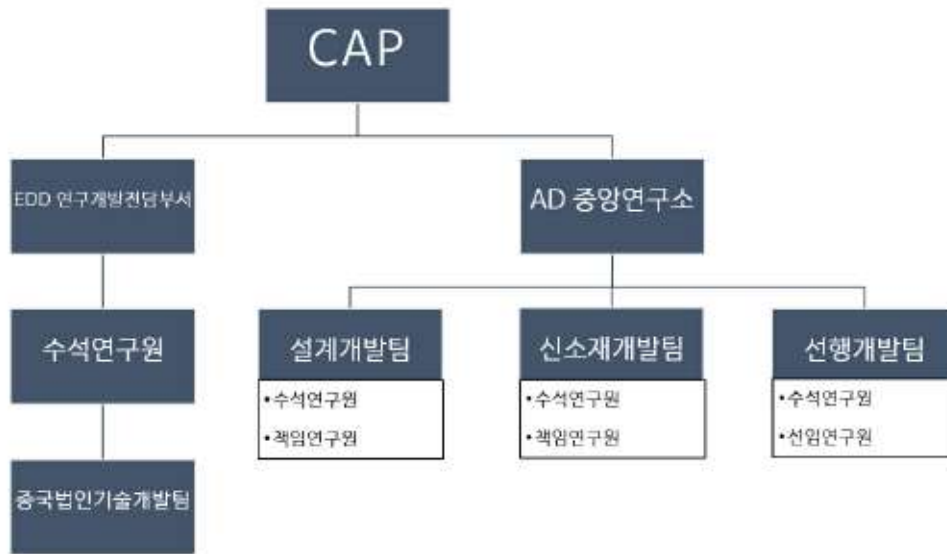 CAP
EDD 연구개발전담부서
AD 중앙연구소
수석연구원
설계개발팀
신소재개발팀
선행개발팀
•수석연구원
•책임연구원
•수석연구원
•책임연구원
•수석연구원
•선임연구원
중국법인기술개발팀